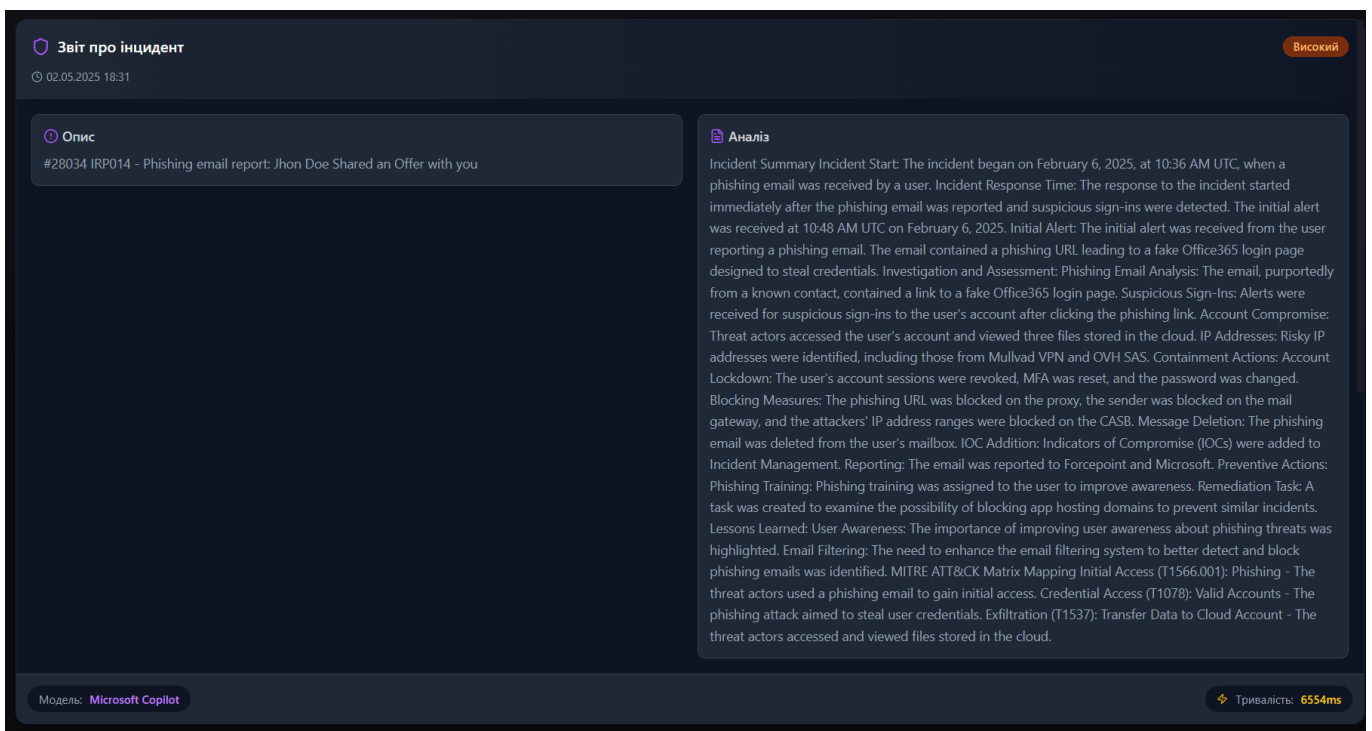 Звіт про інцидент
Високий
02.05.2025 18:31
Опис
#28034 IRP014 - Phishing email report: Jhon Doe Shared an Offer with you
Аналіз
Incident Summary Incident Start: The incident began on February 6, 2025, at 10:36 AM UTC, when a
phishing email was received by a user. Incident Response Time: The response to the incident started
immediately after the phishing email was reported and suspicious sign-ins were detected. The initial alert
was received at 10:48 AM UTC on February 6, 2025. Initial Alert: The initial alert was received from the user
reporting a phishing email. The email contained a phishing URL leading to a fake Office365 login page
designed to steal credentials. Investigation and Assessment: Phishing Email Analysis: The email, purportedly
from a known contact, contained a link to a fake Office365 login page. Suspicious Sign-Ins: Alerts were
received for suspicious sign-ins to the user's account after clicking the phishing link. Account Compromise:
Threat actors accessed the user's account and viewed three files stored in the cloud. IP Addresses: Risky IP
addresses were identified, including those from Mullvad VPN and OVH SAS. Containment Actions: Account
Lockdown: The user's account sessions were revoked, MFA was reset, and the password was changed.
Blocking Measures: The phishing URL was blocked on the proxy, the sender was blocked on the mail
gateway, and the attackers' IP address ranges were blocked on the CASB. Message Deletion: The phishing
email was deleted from the user's mailbox. IOC Addition: Indicators of Compromise (IOCs) were added to
Incident Management. Reporting: The email was reported to Forcepoint and Microsoft. Preventive Actions:
Phishing Training: Phishing training was assigned to the user to improve awareness. Remediation Task: A
task was created to examine the possibility of blocking app hosting domains to prevent similar incidents.
Lessons Learned: User Awareness: The importance of improving user awareness about phishing threats was
highlighted. Email Filtering: The need to enhance the email filtering system to better detect and block
phishing emails was identified. MITRE ATT&CK Matrix Mapping Initial Access (T1566.001): Phishing - The
threat actors used a phishing email to gain initial access. Credential Access (T1078): Valid Accounts - The
phishing attack aimed to steal user credentials. Exfiltration (T1537): Transfer Data to Cloud Account - The
threat actors accessed and viewed files stored in the cloud.
Модель: Microsoft Copilot
Тривалість: 6554ms